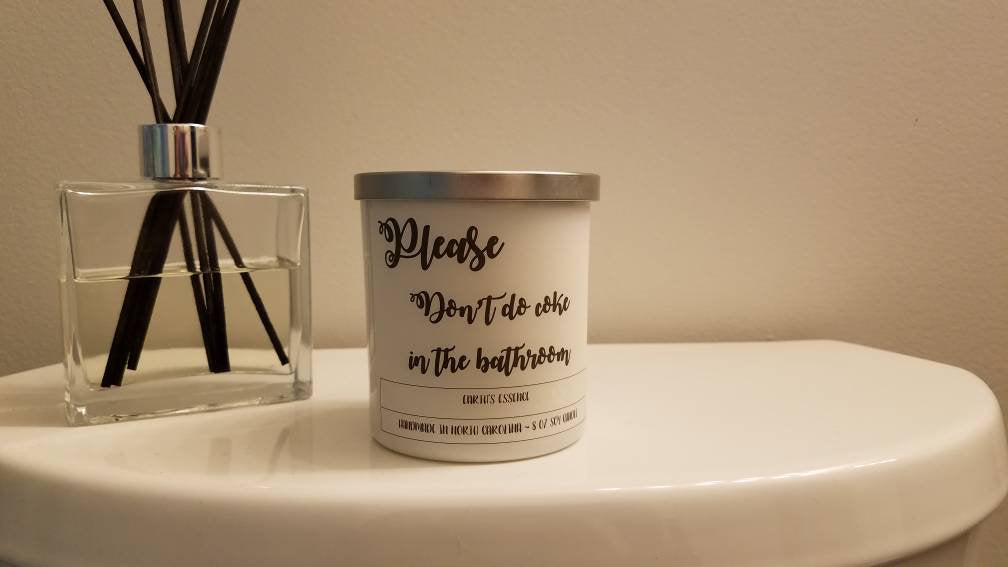 Please
Don't do coke
in the bathroom
EARTH'S ESSENCE
HANDMADE IN NORTH CAROLINA ~ 8 OZ SOY CANDLE